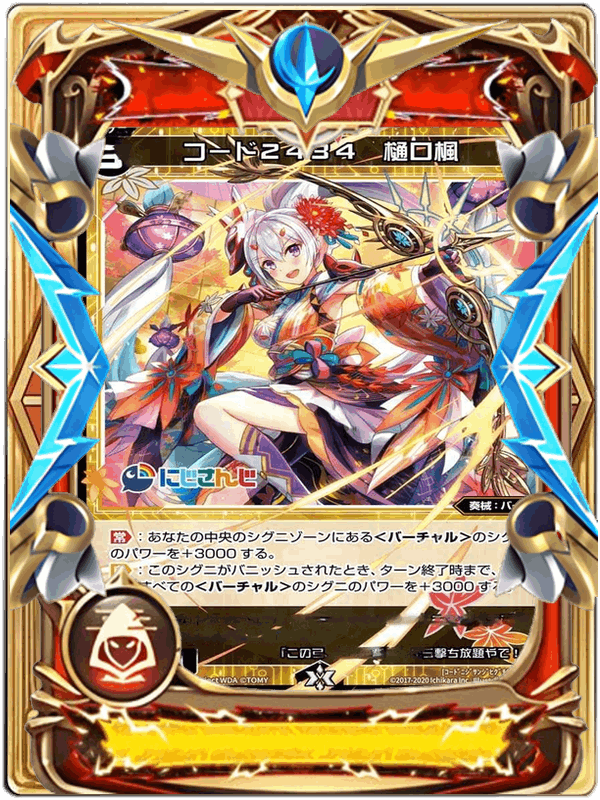 コード2434 樋口楓
にじさんじ
奏械:バ
常:あなたの中央のシグニゾーンにある<バーチャル>のシグ
のパワーを+3000する。
:このシグニがバニッシュされたとき、ターン終了時まで、
すべての<バーチャル>のシグニのパワーを+3000す
「この
撃ち放題やで!
ject WDA ©TOMY
©2017-2020 Ichikara Inc.